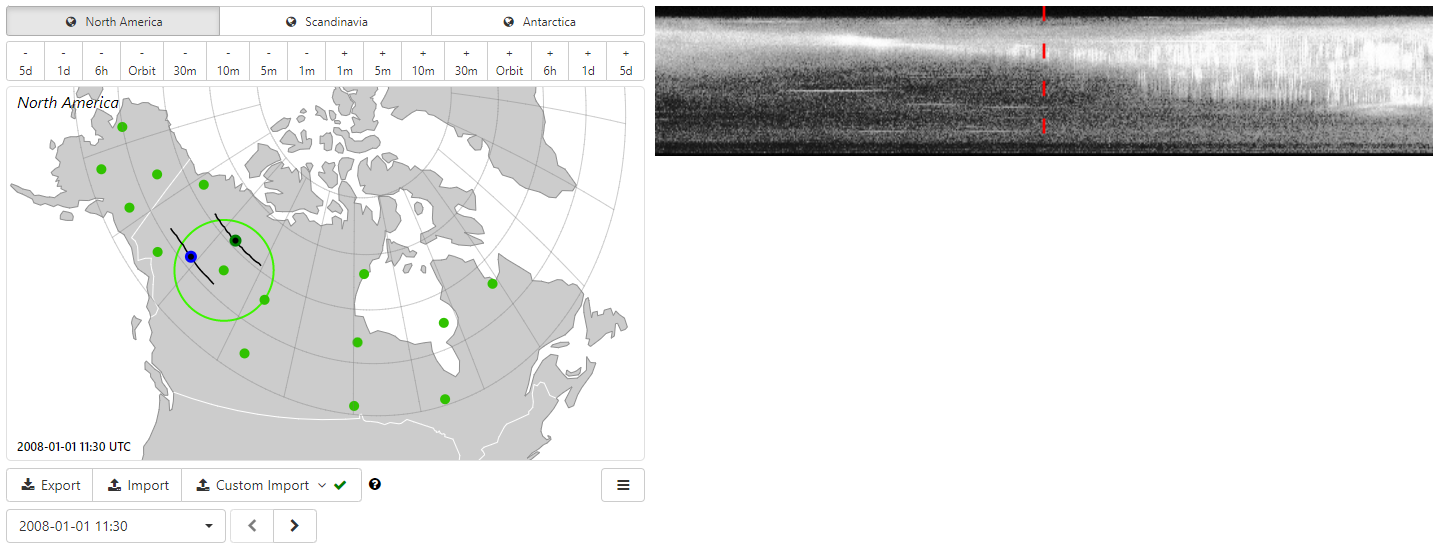 North America Scandinavia Antarctica
- - - - - - - - + + + + + + + +
5d 1d 6h Orbit 30m 10m 5m 1m 1m 5m 10m 30m Orbit 6h 1d 5d
North America
2008-01-01 11:30 UTC
Export Import Custom Import
2008-01-01 11:30